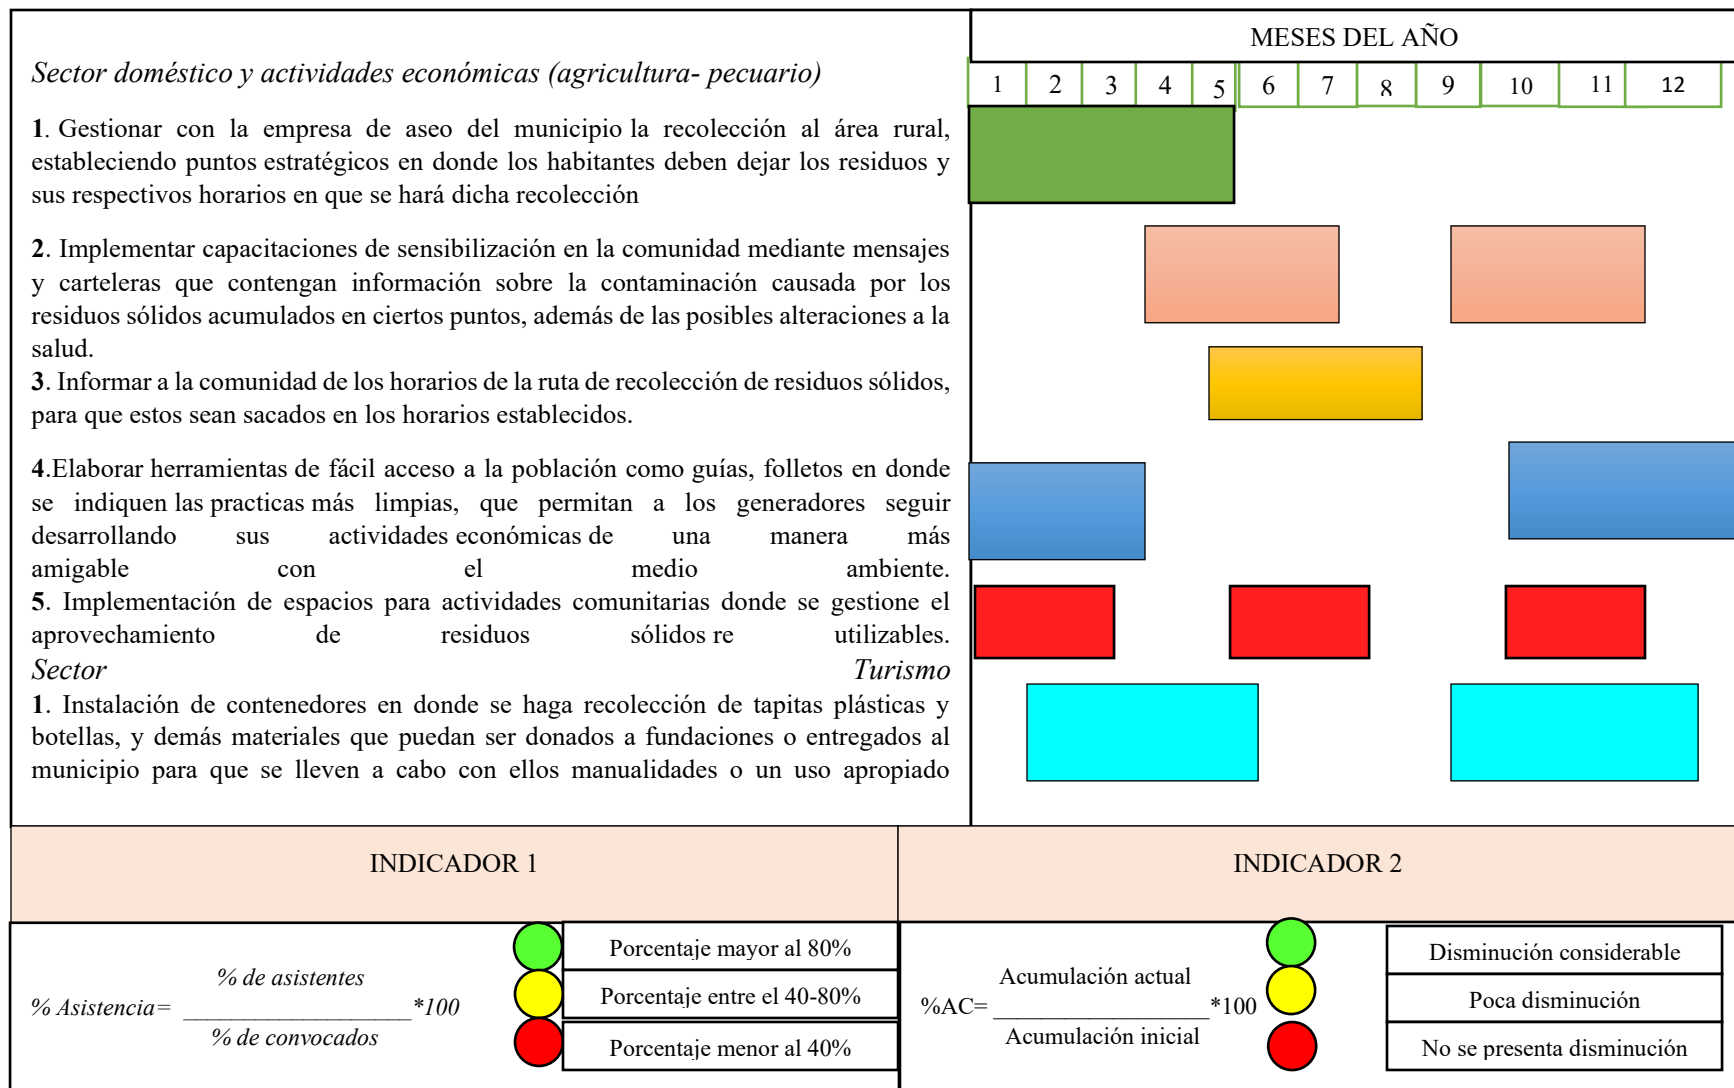 MESES DEL AÑO
Sector doméstico y actividades económicas (agricultura- pecuario)
1 2 3 4 5 6 7 8 9 10 11 12
1. Gestionar con la empresa de aseo del municipio la recolección al área rural,
estableciendo puntos estratégicos en donde los habitantes deben dejar los residuos y
sus respectivos horarios en que se hará dicha recolección
2. Implementar capacitaciones de sensibilización en la comunidad mediante mensajes
y carteleras que contengan información sobre la contaminación causada por los
residuos sólidos acumulados en ciertos puntos, además de las posibles alteraciones a la
salud.
3. Informar a la comunidad de los horarios de la ruta de recolección de residuos sólidos,
para que estos sean sacados en los horarios establecidos.
4.Elaborar herramientas de fácil acceso a la población como guías, folletos en donde
se indiquen las practicas más limpias, que permitan a los generadores seguir
desarrollando sus actividades económicas de una manera más
amigable con el medio ambiente.
5. Implementación de espacios para actividades comunitarias donde se gestione el
aprovechamiento de residuos sólidos re utilizables.
Sector Turismo
1. Instalación de contenedores en donde se haga recolección de tapitas plásticas y
botellas, y demás materiales que puedan ser donados a fundaciones o entregados al
municipio para que se lleven a cabo con ellos manualidades o un uso apropiado
INDICADOR 1
INDICADOR 2
% de asistentes
% Asistencia= ___________________ *100
% de convocados
Porcentaje mayor al 80%
Porcentaje entre el 40-80%
Porcentaje menor al 40%
Acumulación actual
%AC= __________________ *100
Acumulación inicial
Disminución considerable
Poca disminución
No se presenta disminución